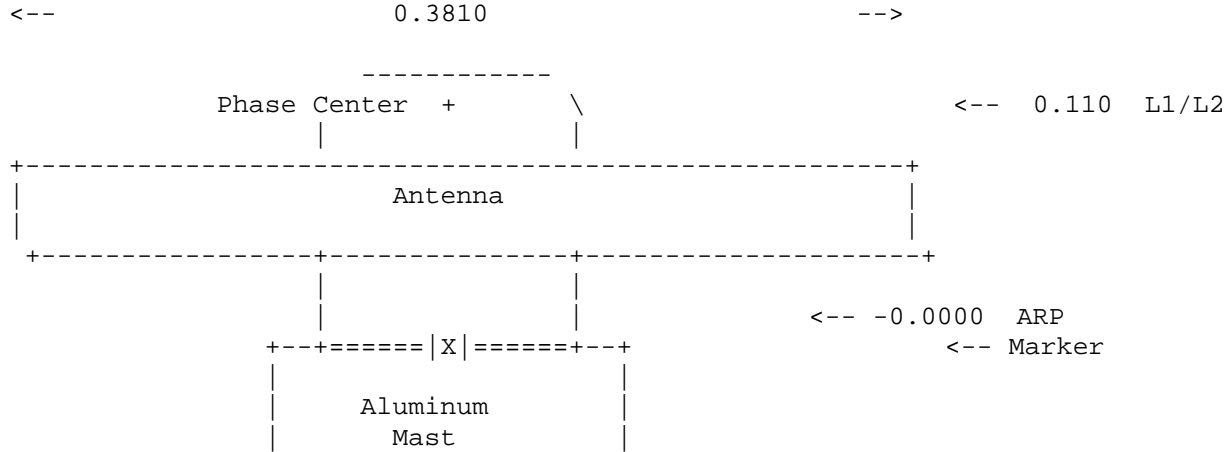 <-- 0.3810 -->
------------
Phase Center + \ <-- 0.110 L1/L2
| |
+-----------------------------------------------------+
| Antenna |
| |
+-----------------+---------------+--------------------+
| |
| | <-- -0.0000 ARP
+--+======|X|======+--+ <-- Marker
| |
| Aluminum |
| Mast |